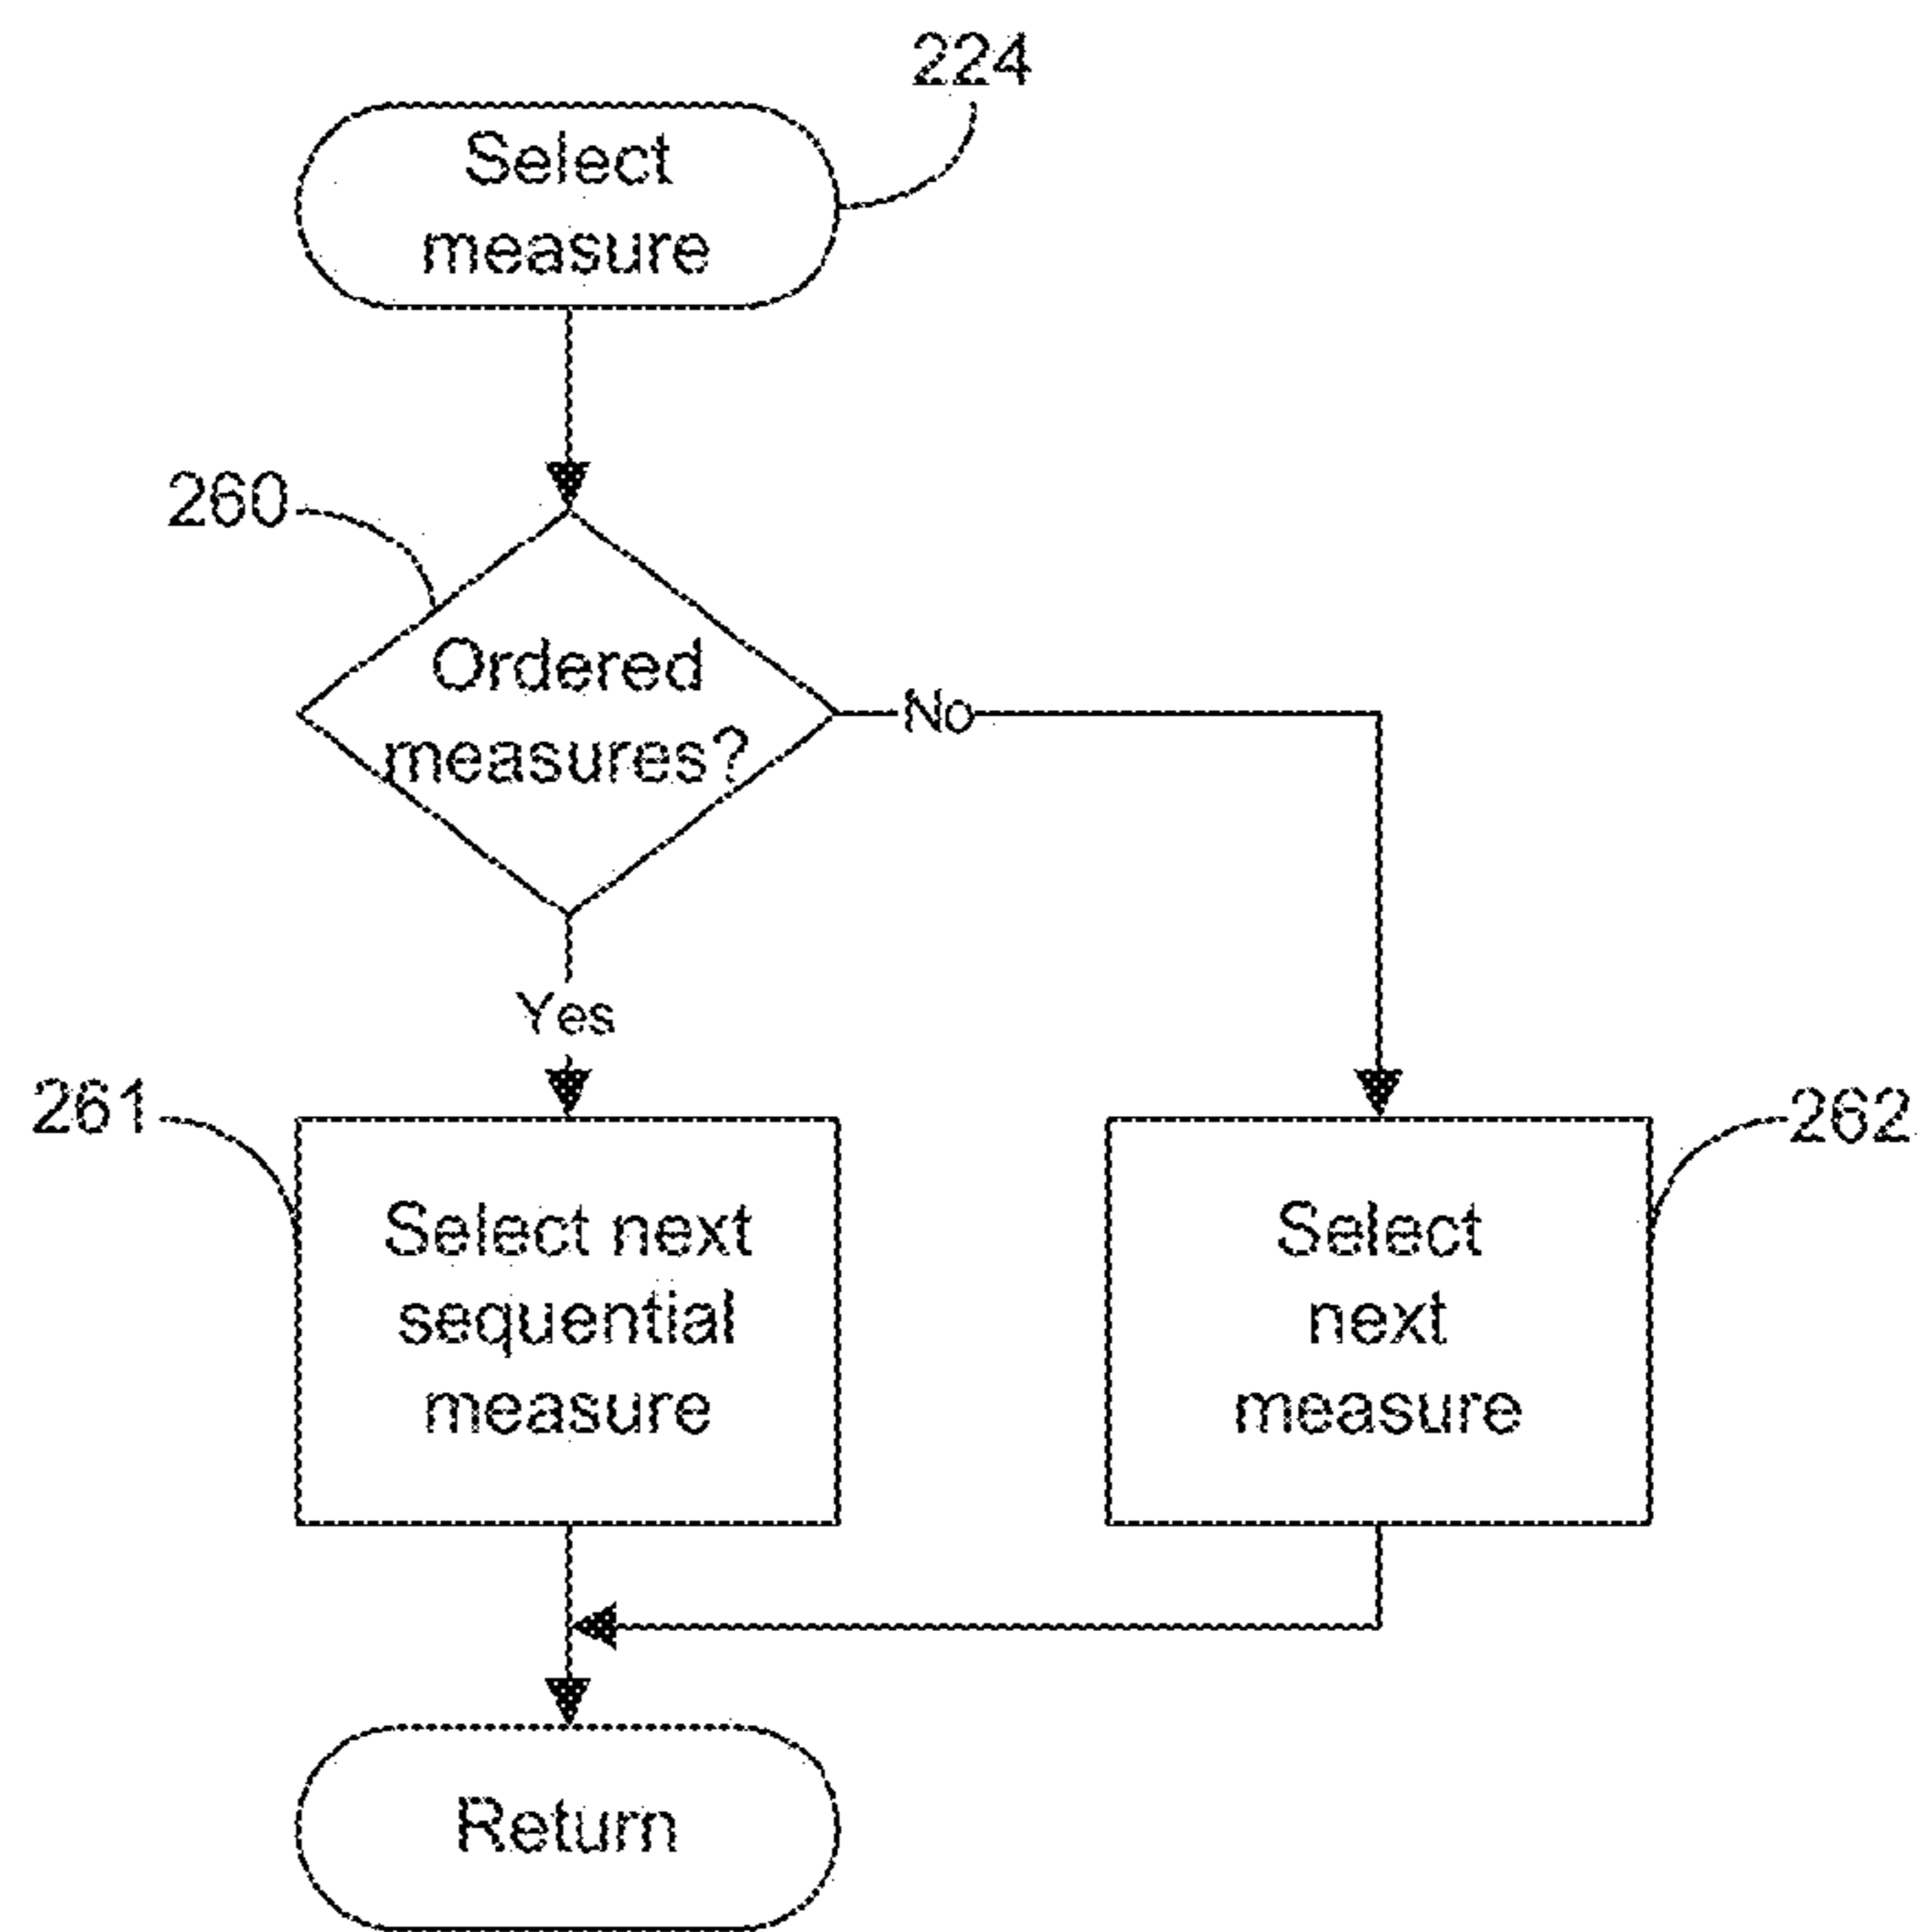 224
Select
measure
260
Ordered
measures?
No
Yes
261
Select next
sequential
measure
262
Select
next
measure
Return